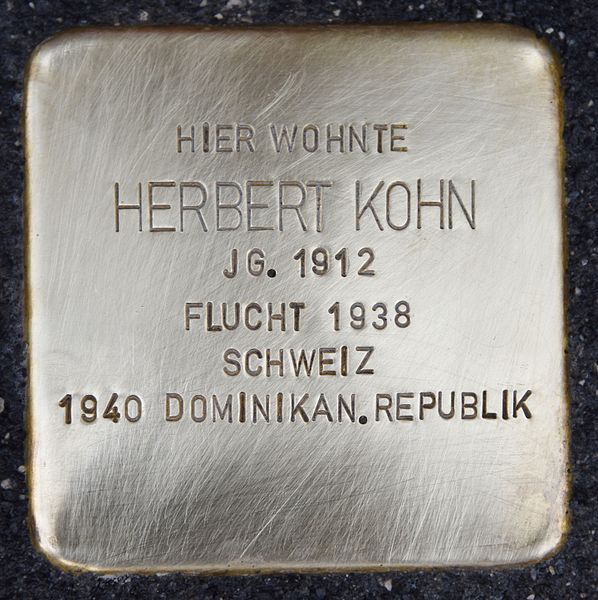 HIER WOHNTE
HERBERT KOHN
JG. 1912
FLUCHT 1938
SCHWEIZ
1940 DOMINIKAN. REPUBLIK